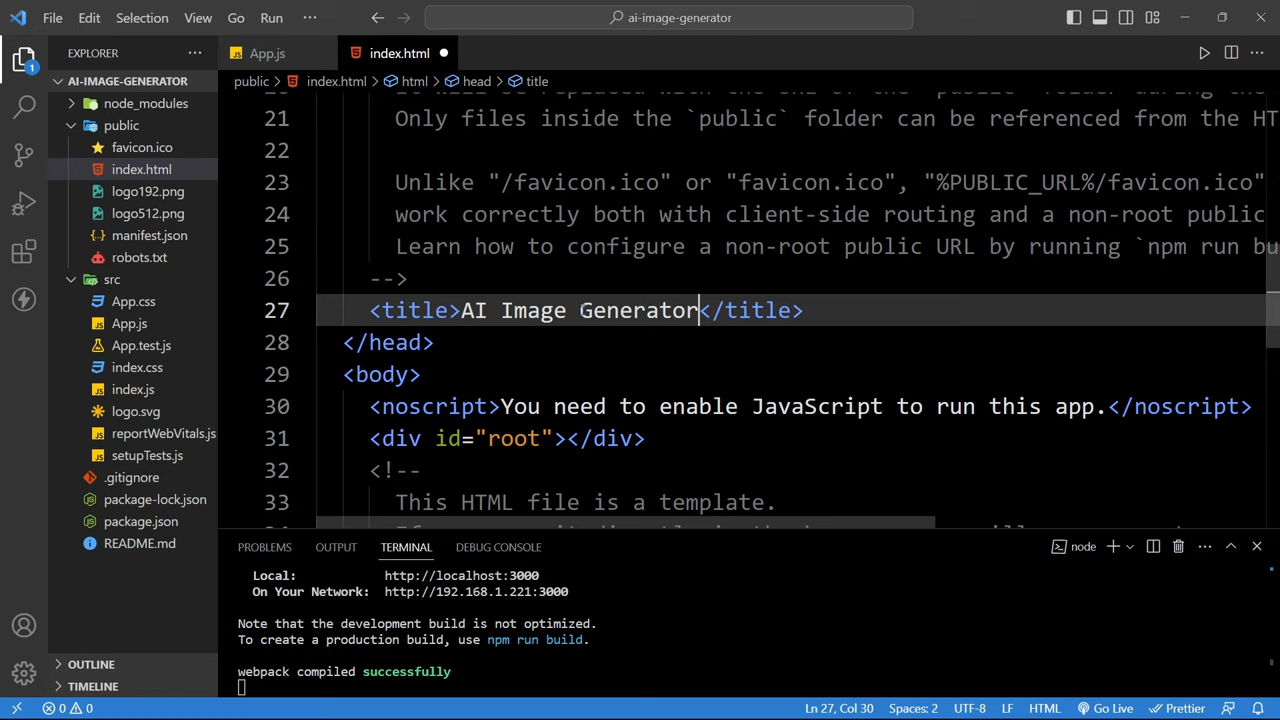 File Edit Selection View Go Run ··· ai-image-generator
EXPLORER ···
AI-IMAGE-GENERATOR
node_modules
public
favicon.ico
index.html
logo192.png
logo512.png
manifest.json
robots.txt
src
App.css
App.js
App.test.js
index.css
index.js
logo.svg
reportWebVitals.js
setupTests.js
.gitignore
package-lock.json
package.json
README.md
OUTLINE
TIMELINE
1
App.js index.html
public > index.html > html > head > title
21 Only files inside the `public` folder can be referenced from the HT
22
23 Unlike "/favicon.ico" or "favicon.ico", "%PUBLIC_URL%/favicon.ico"
24 work correctly both with client-side routing and a non-root public
25 Learn how to configure a non-root public URL by running `npm run bu
26 -->
27 <title>AI Image Generator</title>
28 </head>
29 <body>
30 <noscript>You need to enable JavaScript to run this app.</noscript>
31 <div id="root"></div>
32 <!--
33 This HTML file is a template.
PROBLEMS OUTPUT TERMINAL DEBUG CONSOLE node
Local: http://localhost:3000
On Your Network: http://192.168.1.221:3000
Note that the development build is not optimized.
To create a production build, use npm run build.
webpack compiled successfully
0 0 Ln 27, Col 30 Spaces: 2 UTF-8 LF HTML Go Live Prettier